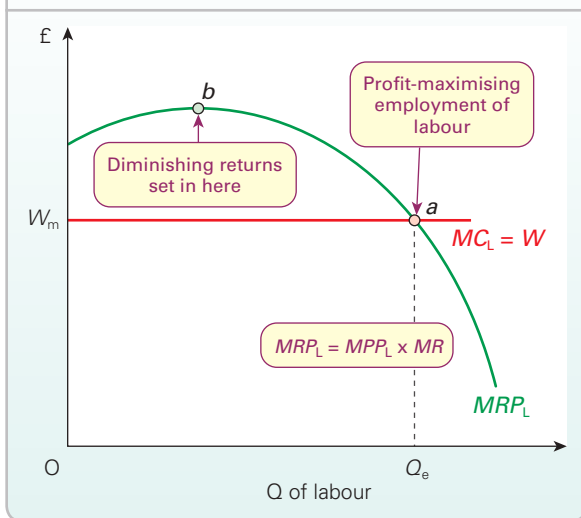 £
b
Profit-maximising
employment of
labour
Diminishing returns
set in here
a
Wm
MCL = W
MRPL = MPPL x MR
MRPL
O
Qe
Q of labour